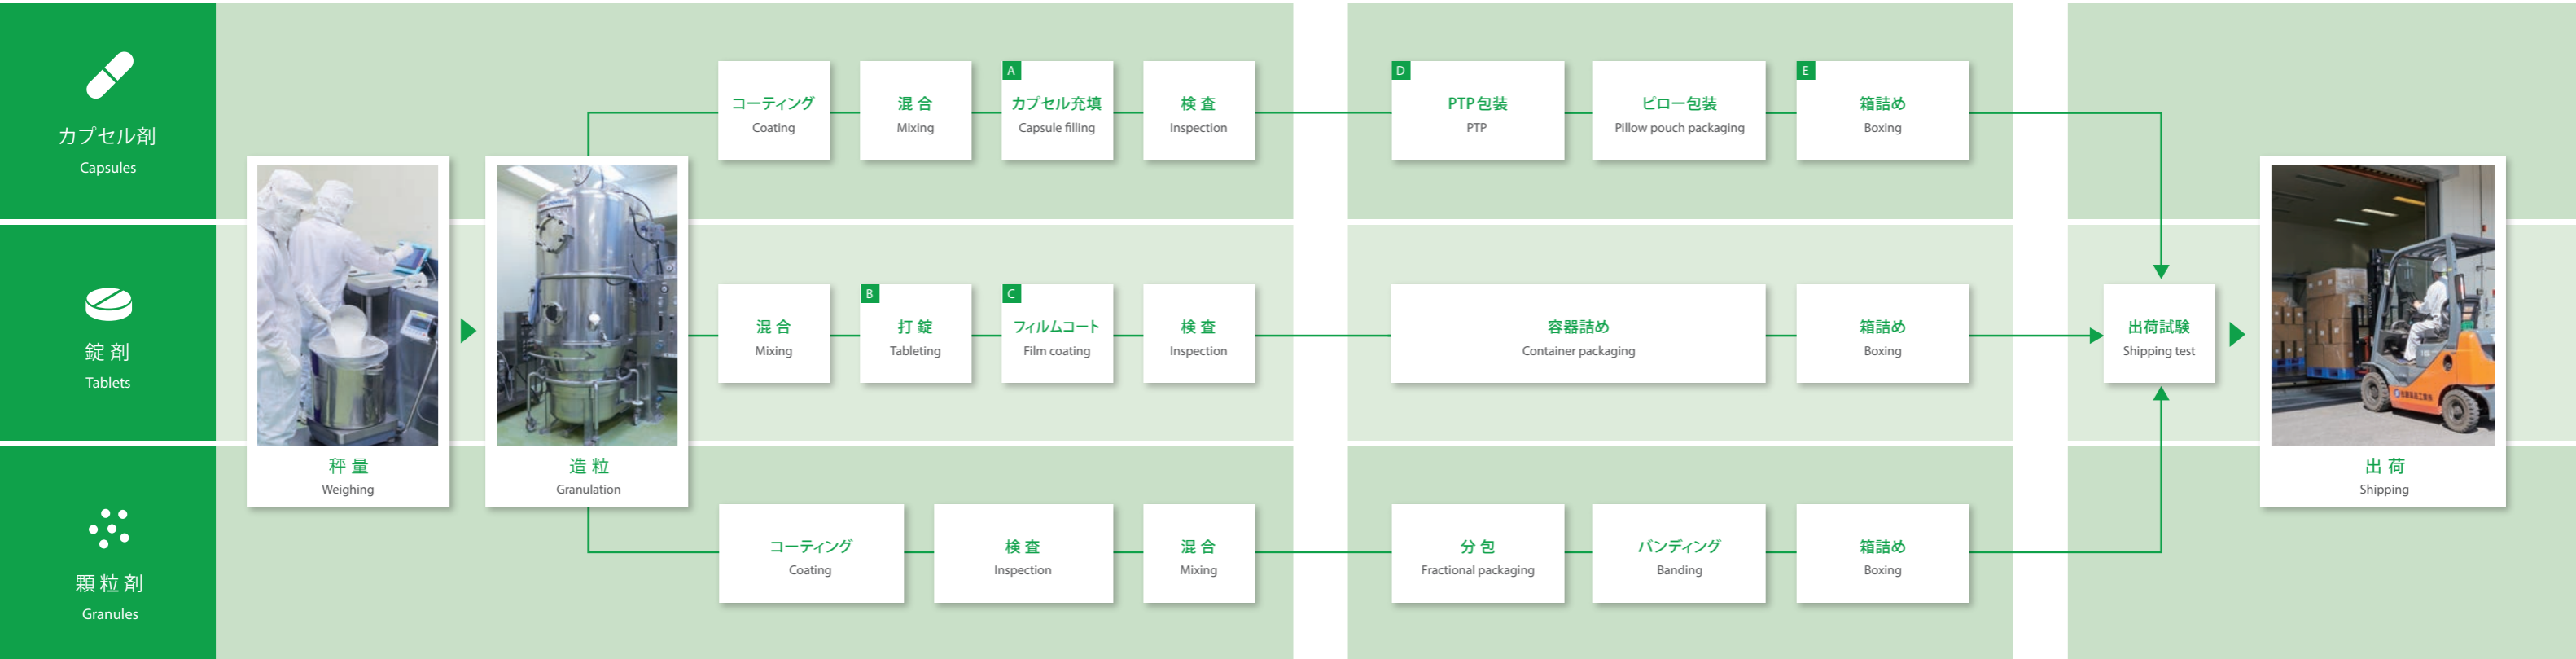 カプセル剤
Capsules
錠剤
Tablets
顆粒剤
Granules
秤量
Weighing
造粒
Granulation
コーティング
Coating
混合
Mixing
A
カプセル充填
Capsule filling
検査
Inspection
D
PTP包装
PTP
ピロー包装
Pillow pouch packaging
E
箱詰め
Boxing
混合
Mixing
B
打錠
Tableting
C
フィルムコート
Film coating
検査
Inspection
容器詰め
Container packaging
箱詰め
Boxing
コーティング
Coating
検査
Inspection
混合
Mixing
分包
Fractional packaging
バンディング
Banding
箱詰め
Boxing
出荷試験
Shipping test
出荷
Shipping